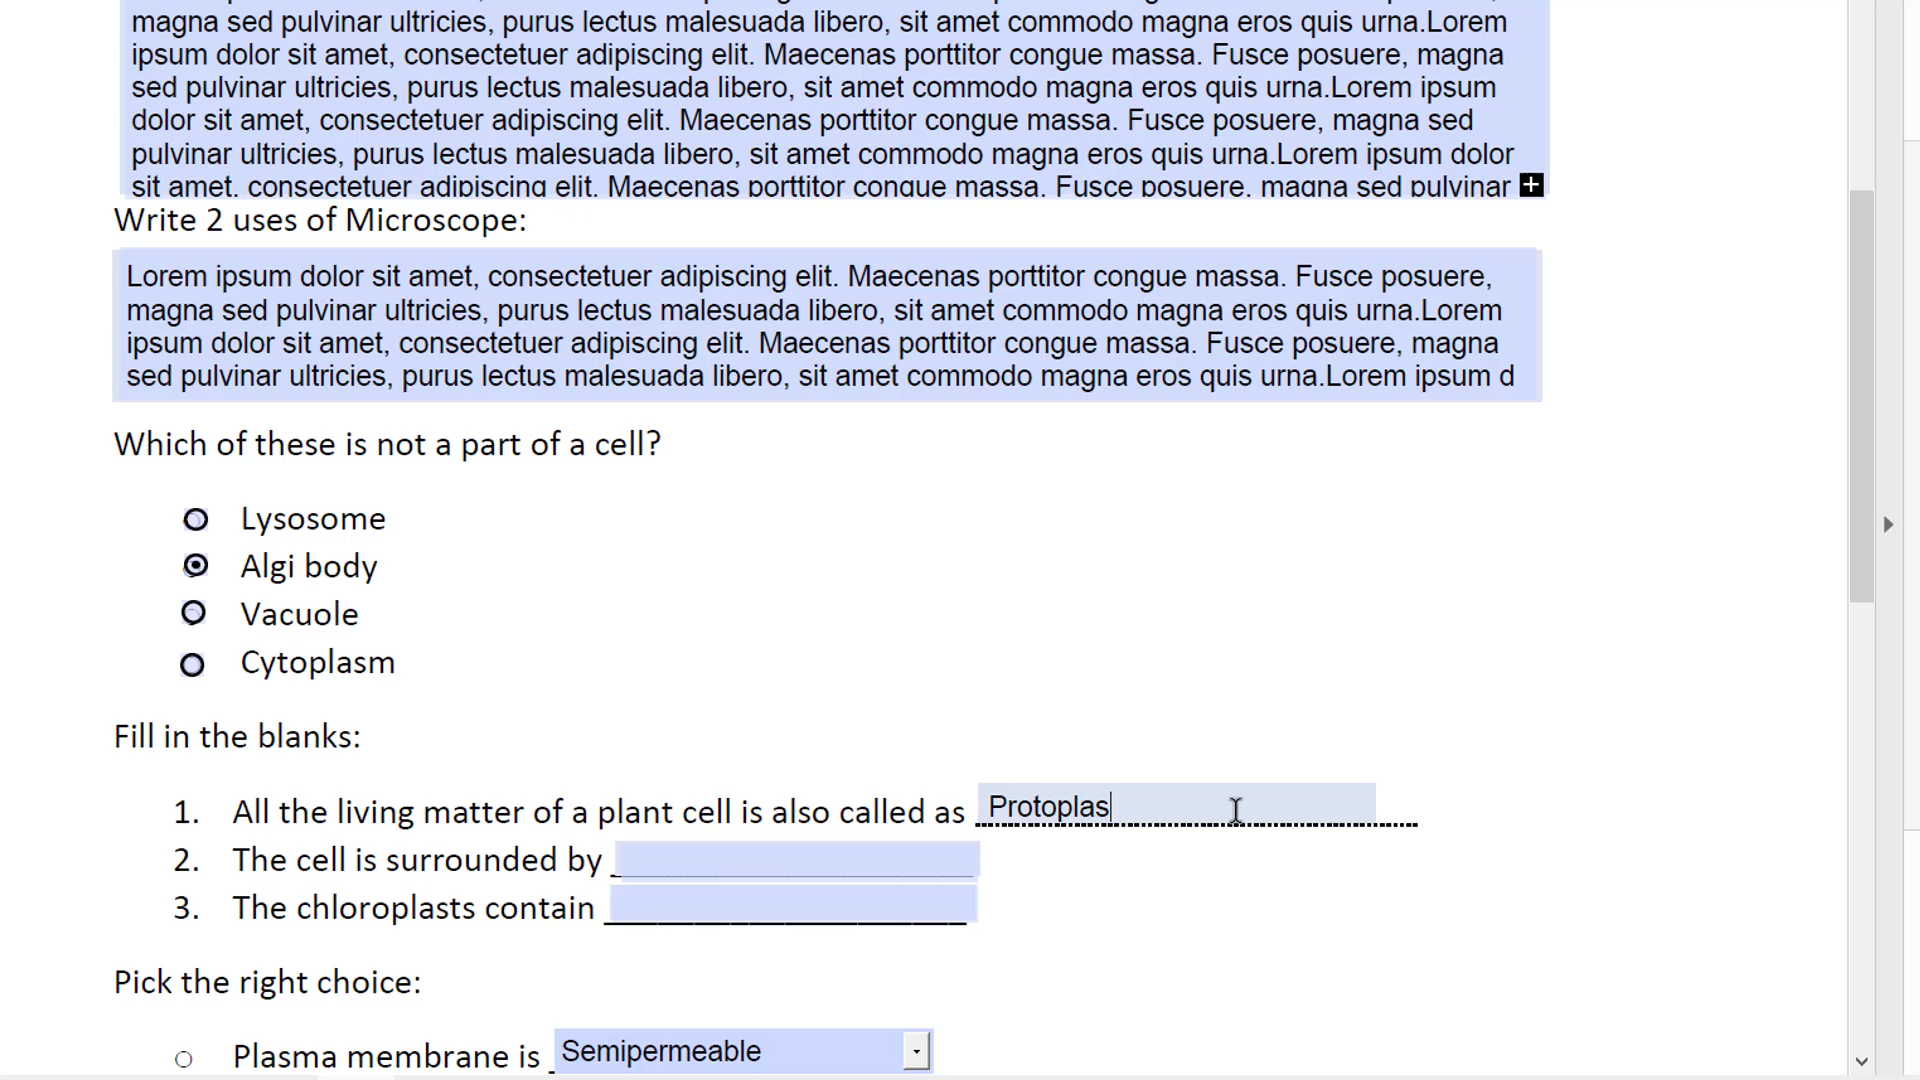 magna sed pulvinar ultricies, purus lectus malesuada libero, sit amet commodo magna eros quis urna.Lorem
ipsum dolor sit amet, consectetuer adipiscing elit. Maecenas porttitor congue massa. Fusce posuere, magna
sed pulvinar ultricies, purus lectus malesuada libero, sit amet commodo magna eros quis urna.Lorem ipsum
dolor sit amet, consectetuer adipiscing elit. Maecenas porttitor congue massa. Fusce posuere, magna sed
pulvinar ultricies, purus lectus malesuada libero, sit amet commodo magna eros quis urna.Lorem ipsum dolor
sit amet, consectetuer adipiscing elit. Maecenas porttitor congue massa. Fusce posuere, magna sed pulvinar
Write 2 uses of Microscope:
Lorem ipsum dolor sit amet, consectetuer adipiscing elit. Maecenas porttitor congue massa. Fusce posuere,
magna sed pulvinar ultricies, purus lectus malesuada libero, sit amet commodo magna eros quis urna.Lorem
ipsum dolor sit amet, consectetuer adipiscing elit. Maecenas porttitor congue massa. Fusce posuere, magna
sed pulvinar ultricies, purus lectus malesuada libero, sit amet commodo magna eros quis urna.Lorem ipsum d
Which of these is not a part of a cell?
Lysosome
Algi body
Vacuole
Cytoplasm
Fill in the blanks:
1. All the living matter of a plant cell is also called as Protoplas
2. The cell is surrounded by
3. The chloroplasts contain
Pick the right choice:
Plasma membrane is Semipermeable